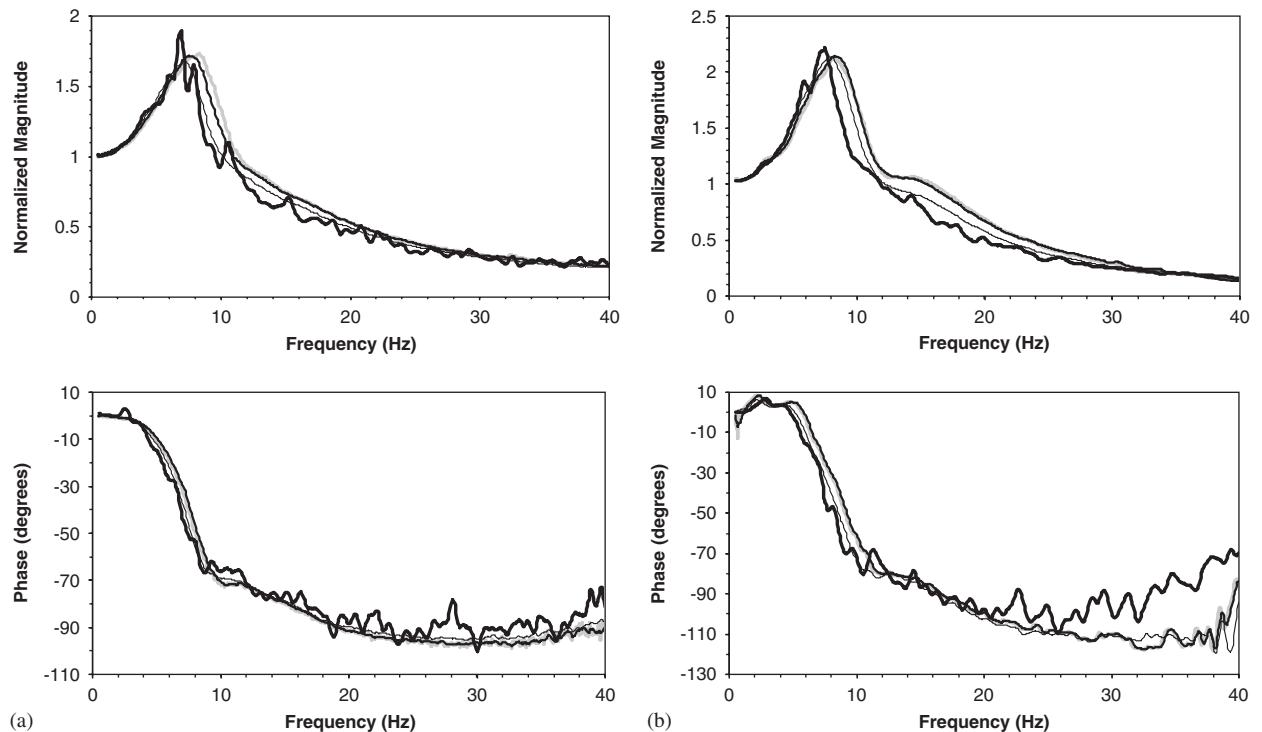 2
1.5
1
0.5
0
Normalized Magnitude
0 10 20 30 40
Frequency (Hz)
2.5
2
1.5
1
0.5
0
Normalized Magnitude
0 10 20 30 40
Frequency (Hz)
10
-10
-30
-50
-70
-90
-110
Phase (degrees)
0 10 20 30 40
(a) Frequency (Hz)
10
-10
-30
-50
-70
-90
-110
-130
Phase (degrees)
0 10 20 30 40
(b) Frequency (Hz)